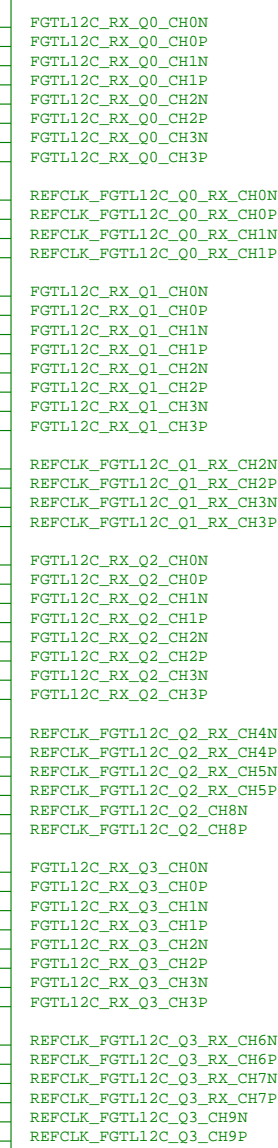 FGTL12C_RX_Q0_CH0N
FGTL12C_RX_Q0_CH0P
FGTL12C_RX_Q0_CH1N
FGTL12C_RX_Q0_CH1P
FGTL12C_RX_Q0_CH2N
FGTL12C_RX_Q0_CH2P
FGTL12C_RX_Q0_CH3N
FGTL12C_RX_Q0_CH3P
REFCLK_FGTL12C_Q0_RX_CH0N
REFCLK_FGTL12C_Q0_RX_CH0P
REFCLK_FGTL12C_Q0_RX_CH1N
REFCLK_FGTL12C_Q0_RX_CH1P
FGTL12C_RX_Q1_CH0N
FGTL12C_RX_Q1_CH0P
FGTL12C_RX_Q1_CH1N
FGTL12C_RX_Q1_CH1P
FGTL12C_RX_Q1_CH2N
FGTL12C_RX_Q1_CH2P
FGTL12C_RX_Q1_CH3N
FGTL12C_RX_Q1_CH3P
REFCLK_FGTL12C_Q1_RX_CH2N
REFCLK_FGTL12C_Q1_RX_CH2P
REFCLK_FGTL12C_Q1_RX_CH3N
REFCLK_FGTL12C_Q1_RX_CH3P
FGTL12C_RX_Q2_CH0N
FGTL12C_RX_Q2_CH0P
FGTL12C_RX_Q2_CH1N
FGTL12C_RX_Q2_CH1P
FGTL12C_RX_Q2_CH2N
FGTL12C_RX_Q2_CH2P
FGTL12C_RX_Q2_CH3N
FGTL12C_RX_Q2_CH3P
REFCLK_FGTL12C_Q2_RX_CH4N
REFCLK_FGTL12C_Q2_RX_CH4P
REFCLK_FGTL12C_Q2_RX_CH5N
REFCLK_FGTL12C_Q2_RX_CH5P
REFCLK_FGTL12C_Q2_CH8N
REFCLK_FGTL12C_Q2_CH8P
FGTL12C_RX_Q3_CH0N
FGTL12C_RX_Q3_CH0P
FGTL12C_RX_Q3_CH1N
FGTL12C_RX_Q3_CH1P
FGTL12C_RX_Q3_CH2N
FGTL12C_RX_Q3_CH2P
FGTL12C_RX_Q3_CH3N
FGTL12C_RX_Q3_CH3P
REFCLK_FGTL12C_Q3_RX_CH6N
REFCLK_FGTL12C_Q3_RX_CH6P
REFCLK_FGTL12C_Q3_RX_CH7N
REFCLK_FGTL12C_Q3_RX_CH7P
REFCLK_FGTL12C_Q3_CH9N
REFCLK_FGTL12C_Q3_CH9P